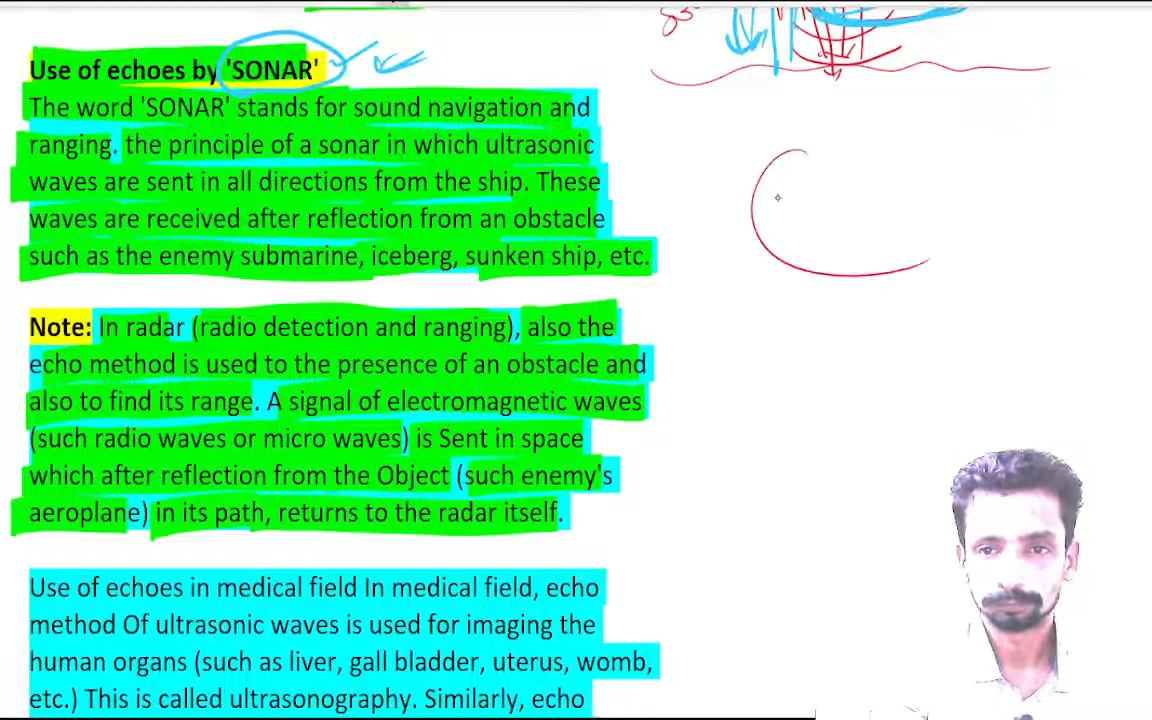 Use of echoes by 'SONAR'
The word 'SONAR' stands for sound navigation and
ranging. the principle of a sonar in which ultrasonic
waves are sent in all directions from the ship. These
waves are received after reflection from an obstacle
such as the enemy submarine, iceberg, sunken ship, etc.
Note: In radar (radio detection and ranging), also the
echo method is used to the presence of an obstacle and
also to find its range. A signal of electromagnetic waves
(such radio waves or micro waves) is Sent in space
which after reflection from the Object (such enemy's
aeroplane) in its path, returns to the radar itself.
Use of echoes in medical field In medical field, echo
method Of ultrasonic waves is used for imaging the
human organs (such as liver, gall bladder, uterus, womb,
etc.) This is called ultrasonography. Similarly, echo